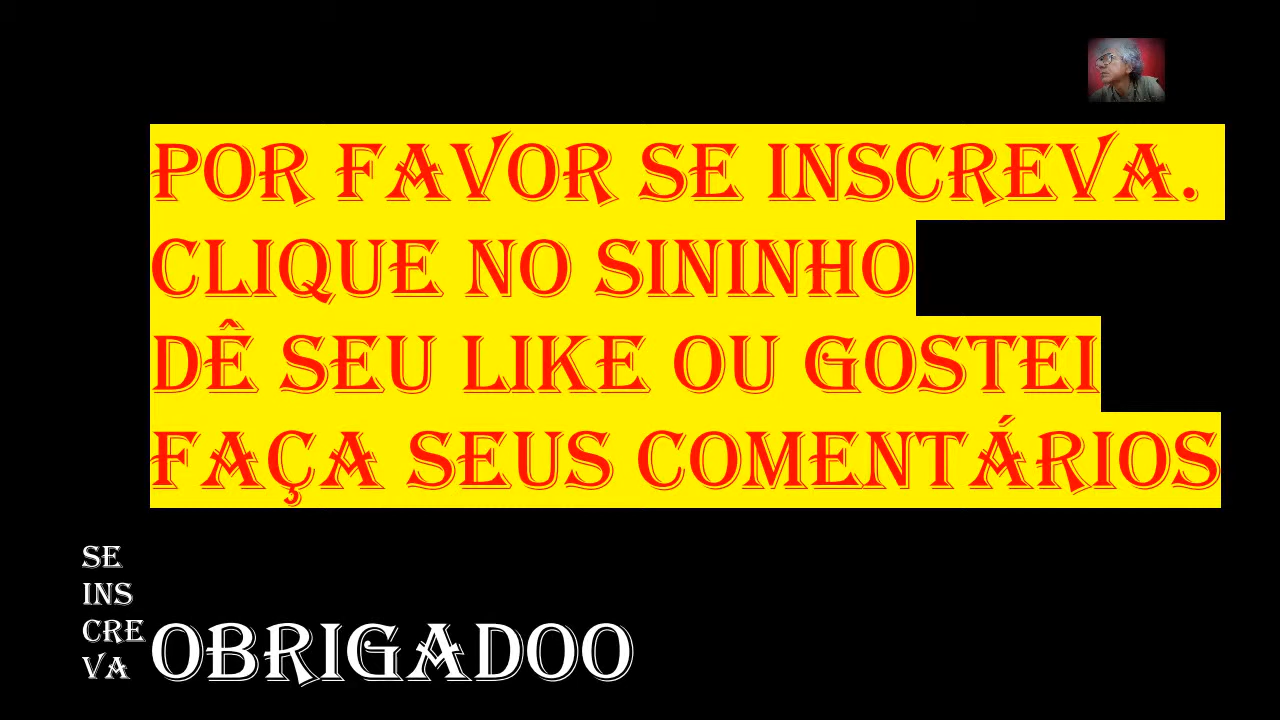 POR FAVOR SE INSCREVA.
CLIQUE NO SININHO
DÊ SEU LIKE OU GOSTEI
FAÇA SEUS COMENTÁRIOS
SE
INS
CRE
VA
OBRIGADOO